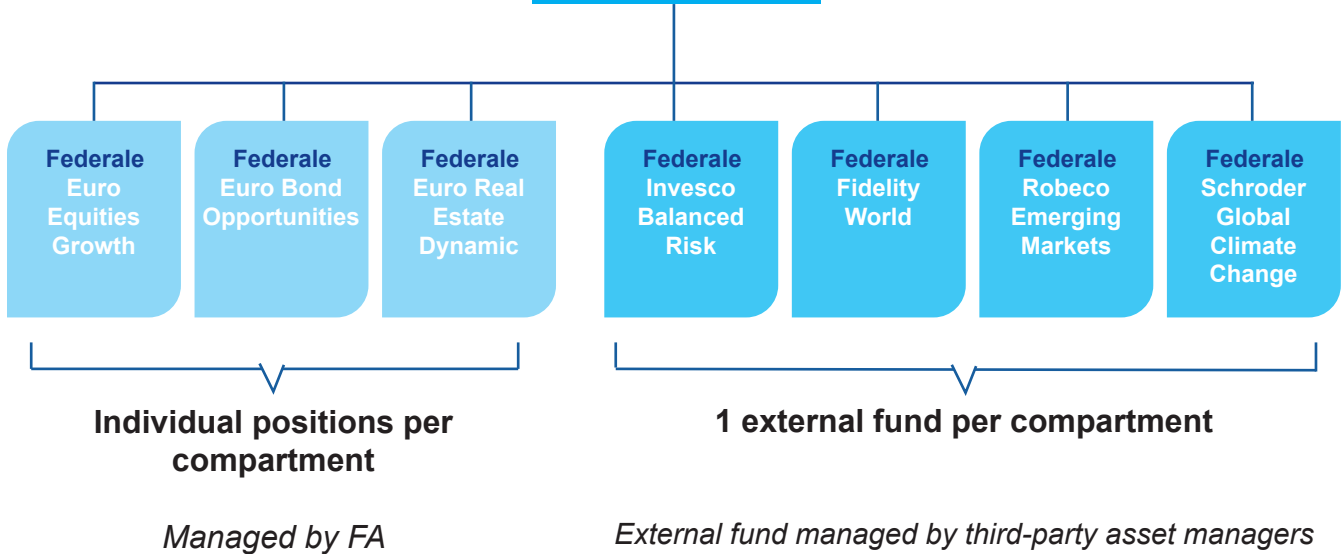 Federale
Euro
Equities
Growth
Federale
Euro Bond
Opportunities
Federale
Euro Real
Estate
Dynamic
Federale
Invesco
Balanced
Risk
Federale
Fidelity
World
Federale
Robeco
Emerging
Markets
Federale
Schroder
Global
Climate
Change
Individual positions per
compartment
1 external fund per compartment
Managed by FA
External fund managed by third-party asset managers